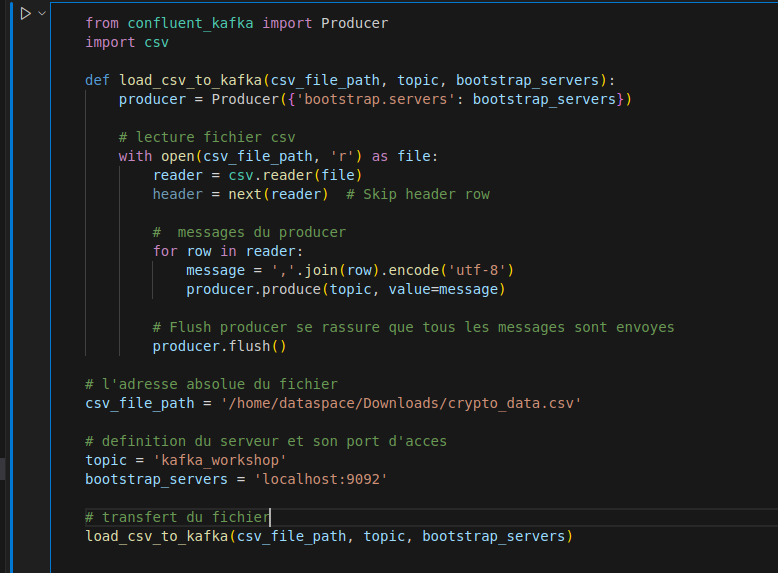 from confluent_kafka import Producer
import csv
def load_csv_to_kafka(csv_file_path, topic, bootstrap_servers):
producer = Producer({'bootstrap.servers': bootstrap_servers})
# lecture fichier csv
with open(csv_file_path, 'r') as file:
reader = csv.reader(file)
header = next(reader)  # Skip header row
#  messages du producer
for row in reader:
message = ','.join(row).encode('utf-8')
producer.produce(topic, value=message)
# Flush producer se rassure que tous les messages sont envoyes
producer.flush()
# l'adresse absolue du fichier
csv_file_path = '/home/dataspace/Downloads/crypto_data.csv'
# definition du serveur et son port d'acces
topic = 'kafka_workshop'
bootstrap_servers = 'localhost:9092'
# transfert du fichier
load_csv_to_kafka(csv_file_path, topic, bootstrap_servers)